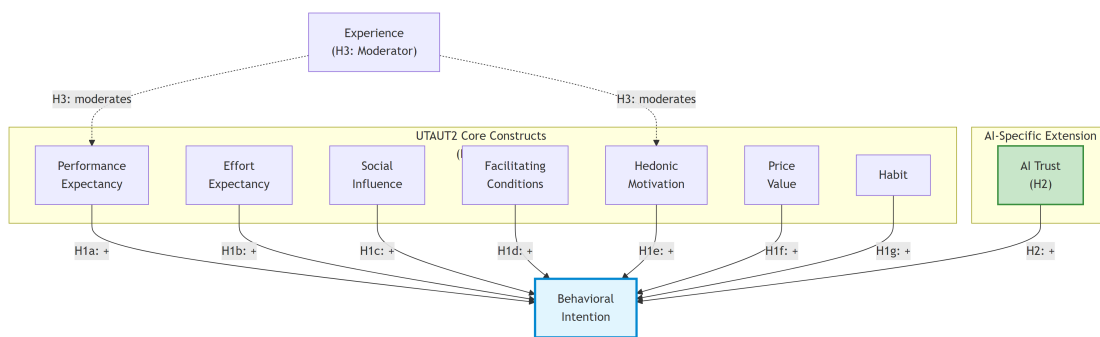 Experience
(H3: Moderator)
H3: moderates
H3: moderates
UTAUT2 Core Constructs
AI-Specific Extension
Performance
Expectancy
Effort
Expectancy
Social
Influence
Facilitating
Conditions
Hedonic
Motivation
Price
Value
Habit
AI Trust
(H2)
H1a: +
H1b: +
H1c: +
H1d: +
H1e: +
H1f: +
H1g: +
H2: +
Behavioral
Intention